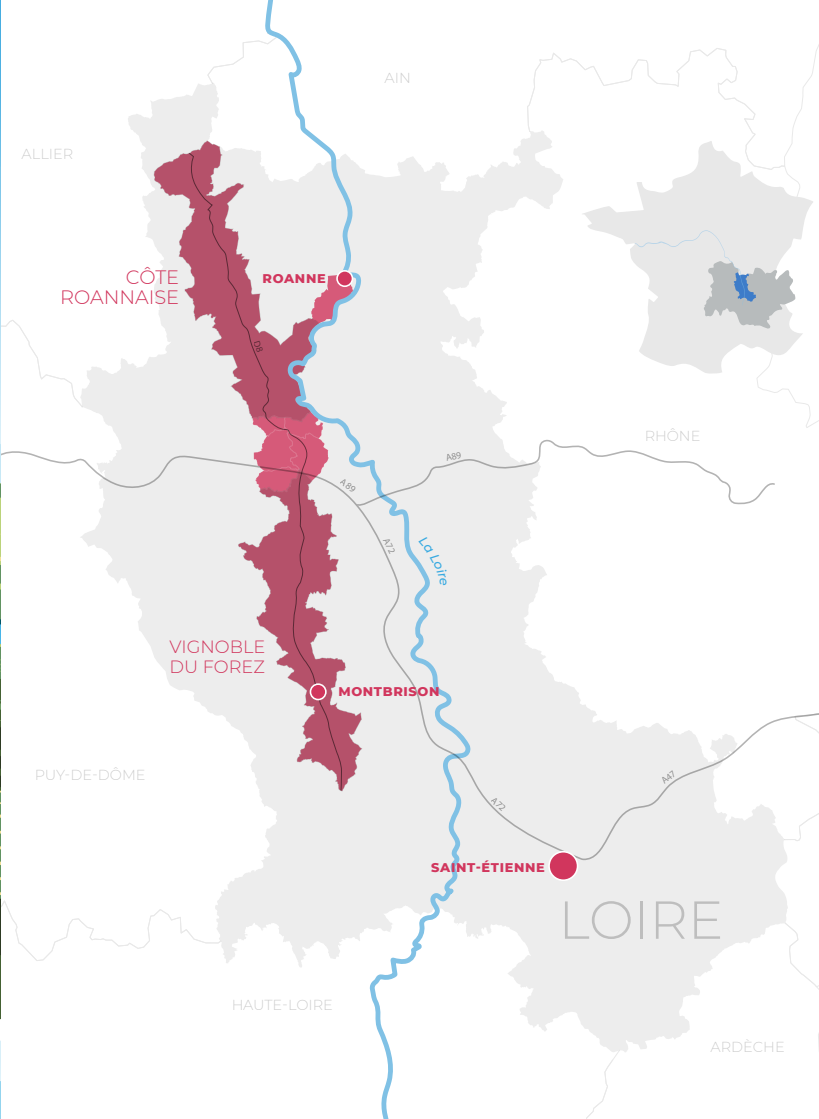 AIN
ALLIER
CÔTE
ROANNAISE
ROANNE
D8
RHÔNE
A89
A89
A72
La Loire
VIGNOBLE
DU FOREZ
MONTBRISON
PUY-DE-DÔME
A47
A72
SAINT-ÉTIENNE
LOIRE
HAUTE-LOIRE
ARDÈCHE